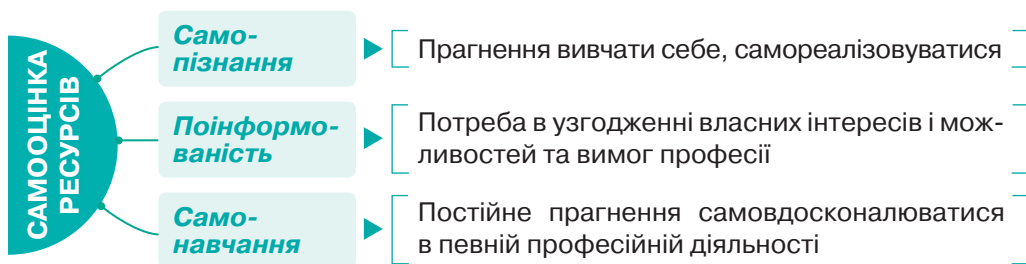 САМООЦІНКА
РЕСУРСІВ
Само-
пізнання
Прагнення вивчати себе, самореалізовуватися
Поінформо-
ваність
Потреба в узгодженні власних інтересів і мож-
ливостей та вимог професії
Само-
навчання
Постійне прагнення самовдосконалюватися
в певній професійній діяльності